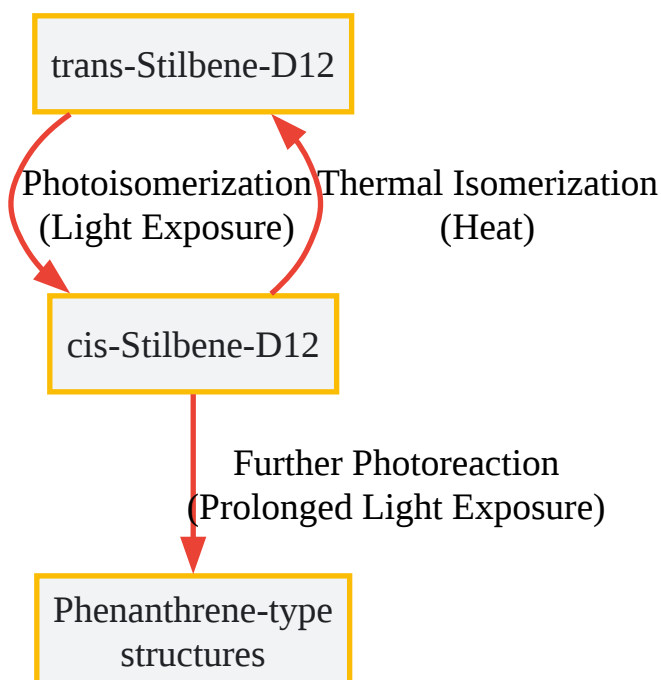 trans-Stilbene-D12
Photoisomerization
(Light Exposure)
Thermal Isomerization
(Heat)
cis-Stilbene-D12
Further Photoreaction
(Prolonged Light Exposure)
Phenanthrene-type
structures